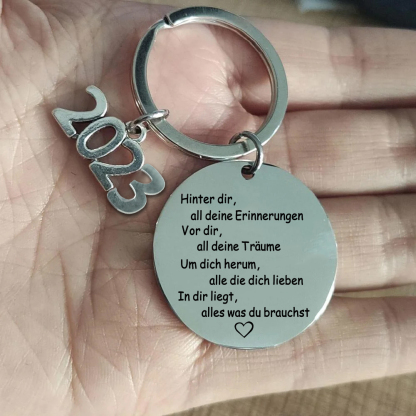 2023
Hinter dir,
all deine Erinnerungen
Vor dir,
all deine Träume
Um dich herum,
alle die dich lieben
In dir liegt,
alles was du brauchst